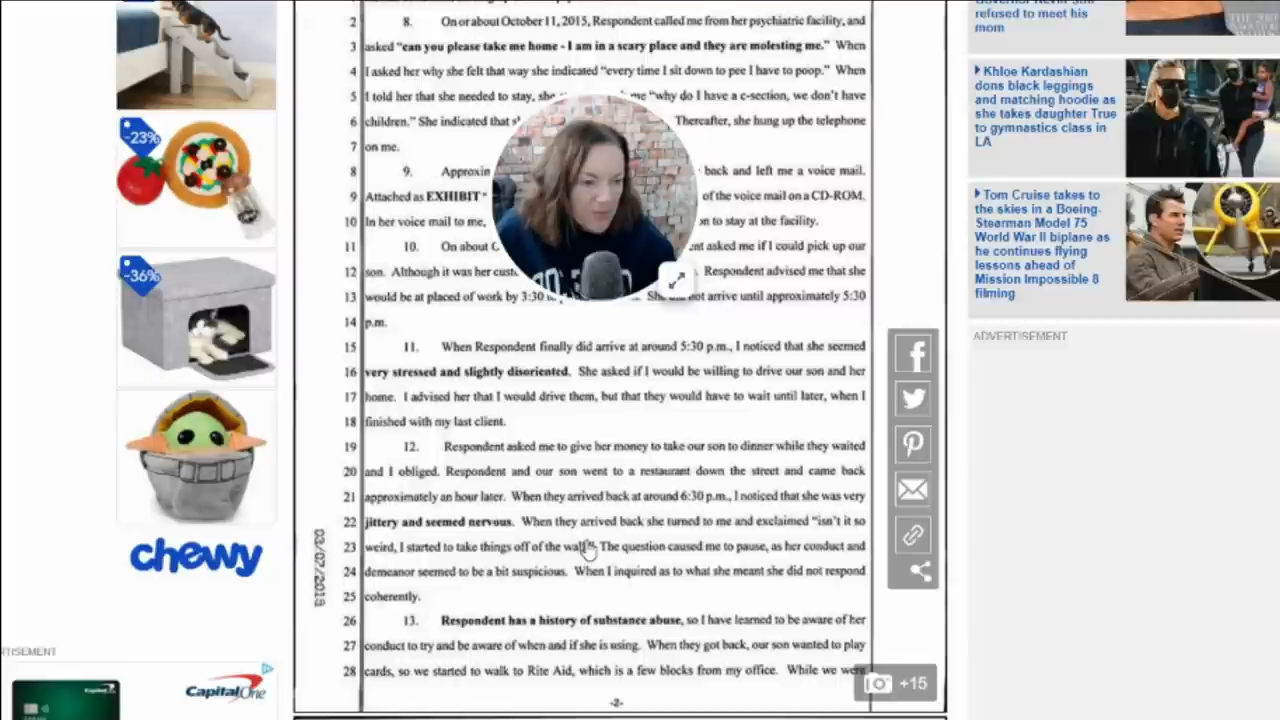 2 8. On or about October 11, 2015, Respondent called me from her psychiatric facility, and
3 asked "can you please take me home - I am in a scary place and they are molesting me." When
4 I asked her why she felt that way she indicated "every time I sit down to pee I have to poop." When
5 I told her that she needed to stay, she me "why do I have a c-section, we don't have
6 children." She indicated that Thereafter, she hung up the telephone
7 on me.
8 9. Approxin back and left me a voice mail.
9 Attached as EXHIBIT of the voice mail on a CD-ROM.
10 In her voice mail to me, to stay at the facility.
11 10. On about asked me if I could pick up our
12 son. Although it was her Respondent advised me that she
13 would be at placed of work by 3:30 not arrive until approximately 5:30
14 p.m.
15 11. When Respondent finally did arrive at around 5:30 p.m., I noticed that she seemed
16 very stressed and slightly disoriented. She asked if I would be willing to drive our son and her
17 home. I advised her that I would drive them, but that they would have to wait until later, when I
18 finished with my last client.
19 12. Respondent asked me to give her money to take our son to dinner while they waited
20 and I obliged. Respondent and our son went to a restaurant down the street and came back
21 approximately an hour later. When they arrived back at around 6:30 p.m., I noticed that she was very
22 jittery and seemed nervous. When they arrived back she turned to me and exclaimed "isn't it so
23 weird, I started to take things off of the wall" The question caused me to pause, as her conduct and
24 demeanor seemed to be a bit suspicious. When I inquired as to what she meant she did not respond
25 coherently.
26 13. Respondent has a history of substance abuse, so I have learned to be aware of her
27 conduct to try and be aware of when and if she is using. When they got back, our son wanted to play
28 cards, so we started to walk to Rite Aid, which is a few blocks from my office. While we were
-2-
03/07/2018
-23%
-36%
chewy
TISEMENT
Capital One
+15
refused to meet his
mom
Khloe Kardashian
dons black leggings
and matching hoodie as
she takes daughter True
to gymnastics class in
LA
Tom Cruise takes to
the skies in a Boeing-
Stearman Model 75
World War II biplane as
he continues flying
lessons ahead of
Mission Impossible 8
filming
ADVERTISEMENT